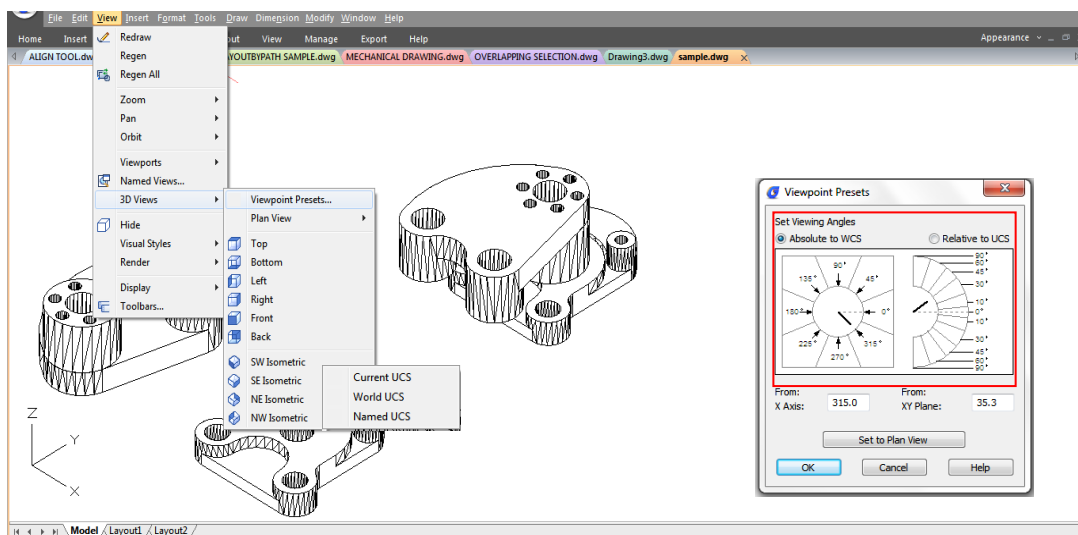 File Edit View Insert Format Tools Draw Dimension Modify Window Help
Home Insert out View Manage Export Help Appearance
ALIGN TOOL.dw YOUTBYPATH SAMPLE.dwg MECHANICAL DRAWING.dwg OVERLAPPING SELECTION.dwg Drawing3.dwg sample.dwg
Redraw
Regen
Regen All
Zoom
Pan
Orbit
Viewports
Named Views...
3D Views
Hide
Visual Styles
Render
Display
Toolbars...
Viewpoint Presets...
Plan View
Top
Bottom
Left
Right
Front
Back
SW Isometric
SE Isometric
NE Isometric
NW Isometric
Current UCS
World UCS
Named UCS
Viewpoint Presets
Set Viewing Angles
Absolute to WCS Relative to UCS
90°
135° 45°
180° 0°
225° 315°
270°
90°
60°
45°
30°
10°
0°
10°
30°
45°
60°
90°
From: From:
X Axis: 315.0 XY Plane: 35.3
Set to Plan View
OK Cancel Help
Z
Y
X
Model Layout1 Layout2